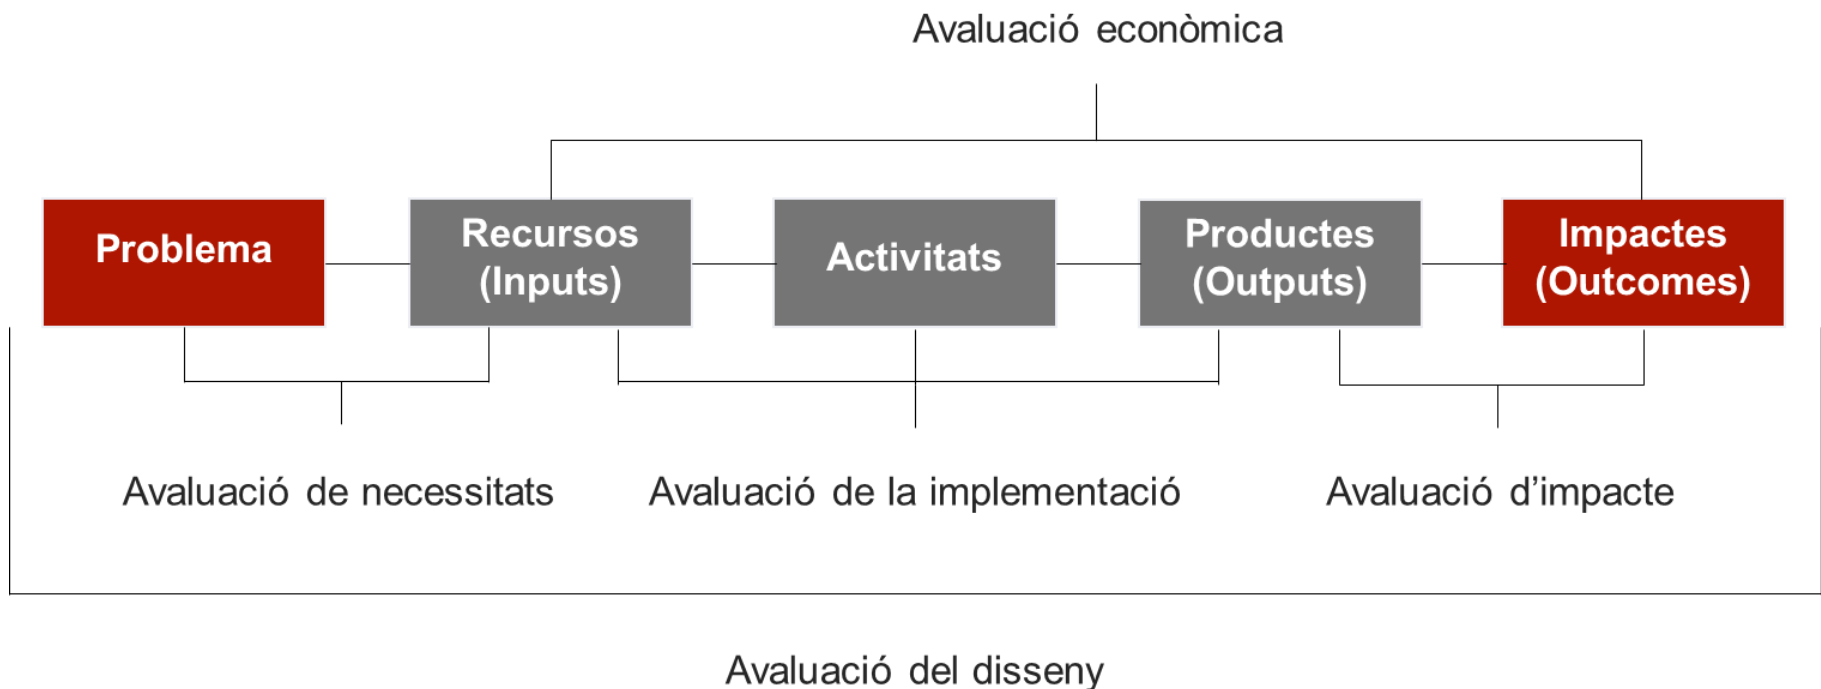 Avaluació econòmica
Problema
Recursos
(Inputs)
Activitats
Productes
(Outputs)
Impactes
(Outcomes)
Avaluació de necessitats
Avaluació de la implementació
Avaluació d’impacte
Avaluació del disseny